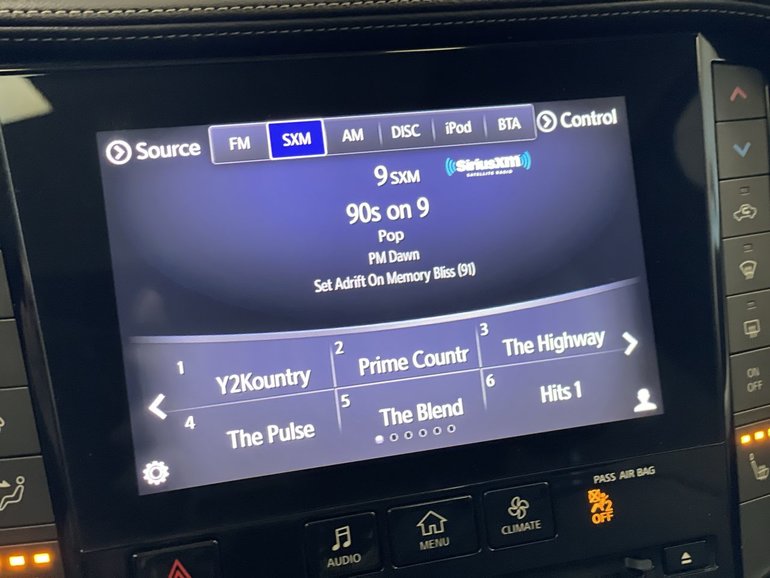 Source FM SXM AM DISC iPod BTA Control
9 SXM
SiriusXM
SATELLITE RADIO
90s on 9
Pop
PM Dawn
Set Adrift On Memory Bliss (91)
1 Y2Kountry
2 Prime Countr
3 The Highway
4 The Pulse
5 The Blend
6 Hits 1
ON
OFF
PASS AIR BAG
2
OFF
AUDIO
MENU
CLIMATE